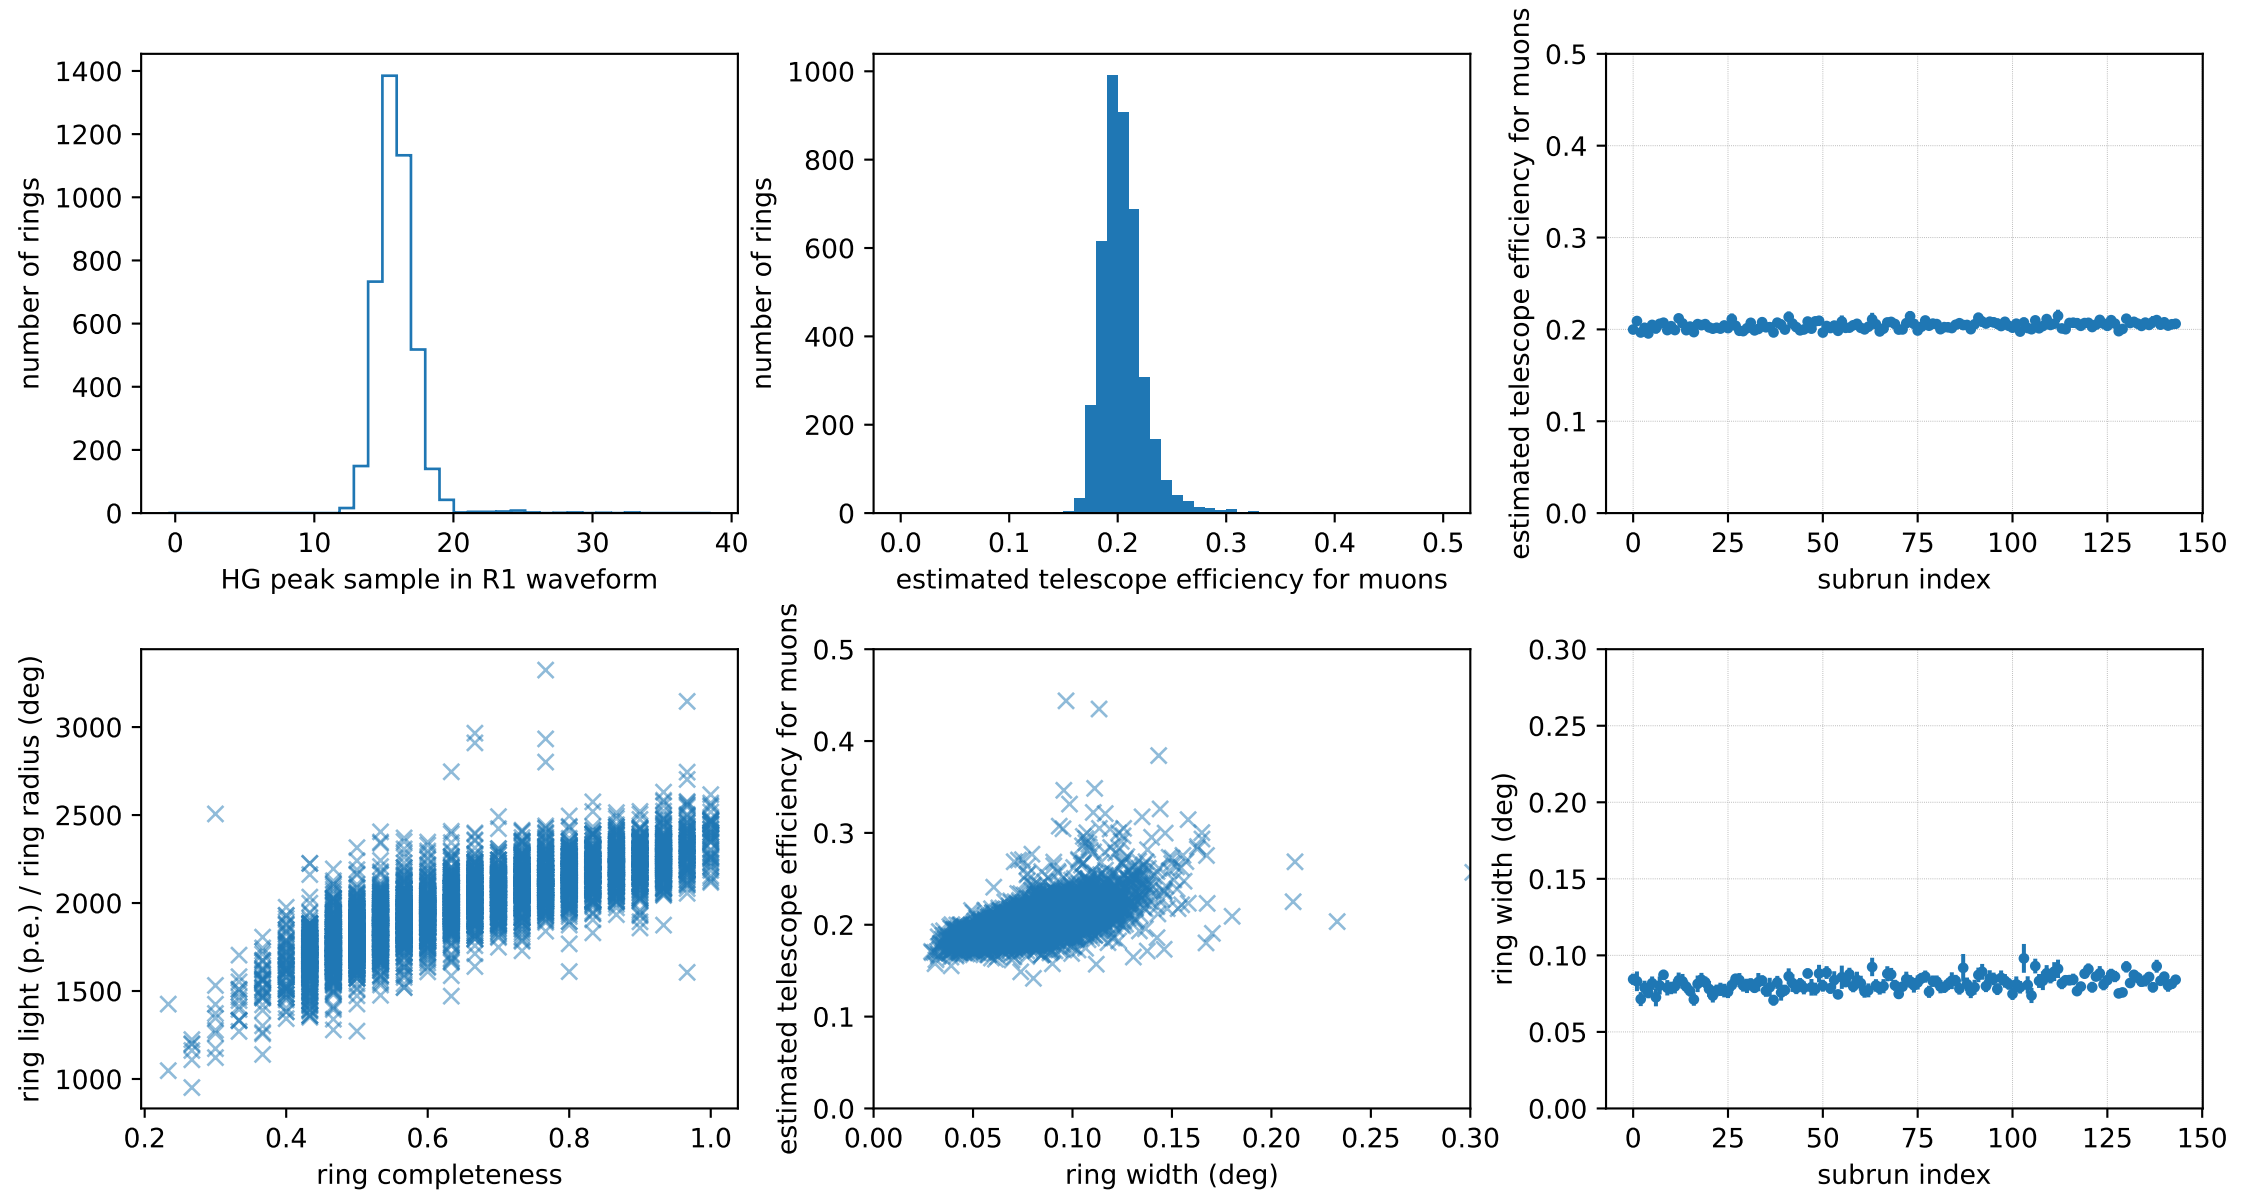 number of rings
1400
1200
1000
800
600
400
200
0
0 10 20 30 40
HG peak sample in R1 waveform
number of rings
1000
800
600
400
200
0
0.0 0.1 0.2 0.3 0.4 0.5
estimated telescope efficiency for muons
estimated telescope efficiency for muons
0.5
0.4
0.3
0.2
0.1
0.0
0 25 50 75 100 125 150
subrun index
ring light (p.e.) / ring radius (deg)
3000
2500
2000
1500
1000
0.2 0.4 0.6 0.8 1.0
ring completeness
estimated telescope efficiency for muons
0.5
0.4
0.3
0.2
0.1
0.0
0.00 0.05 0.10 0.15 0.20 0.25 0.30
ring width (deg)
ring width (deg)
0.30
0.25
0.20
0.15
0.10
0.05
0.00
0 25 50 75 100 125 150
subrun index